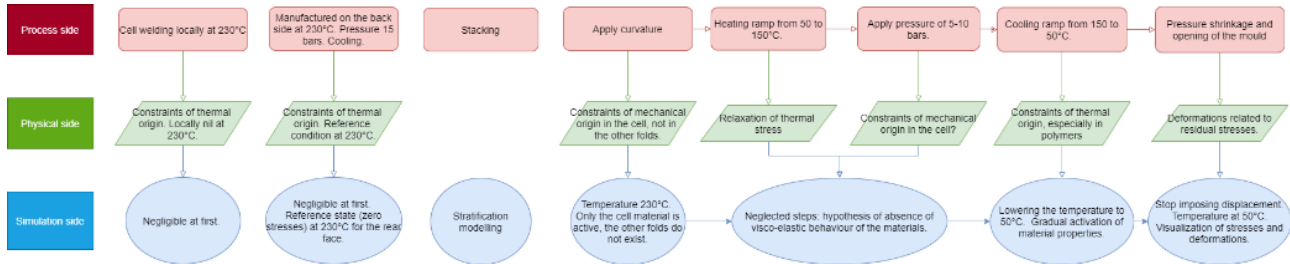 Process side
Cell welding locally at 230°C
Manufactured on the back
side at 230°C. Pressure 15
bars. Cooling.
Stacking
Apply curvature
Heating ramp from 50 to
150°C.
Apply pressure of 5-10
bars.
Cooling ramp from 150 to
50°C.
Pressure shrinkage and
opening of the mould
Physical side
Constraints of thermal
origin. Locally nil at
230°C.
Constraints of thermal
origin. Reference
condition at 230°C.
Constraints of mechanical
origin in the cell, not in
the other folds.
Relaxation of thermal
stress
Constraints of mechanical
origin in the cell?
Constraints of thermal
origin, especially in
polymers
Deformations related to
residual stresses.
Simulation side
Negligible at first.
Negligible at first.
Reference state (zero
stresses) at 230°C for the rear
face.
Stratification
modelling
Temperature 230°C.
Only the cell material is
active, the other folds do
not exist.
Neglected steps: hypothesis of absence of
visco-elastic behaviour of the materials.
Lowering the temperature to
50°C. Gradual activation of
material properties.
Stop imposing displacement.
Temperature at 50°C.
Visualization of stresses and
deformations.